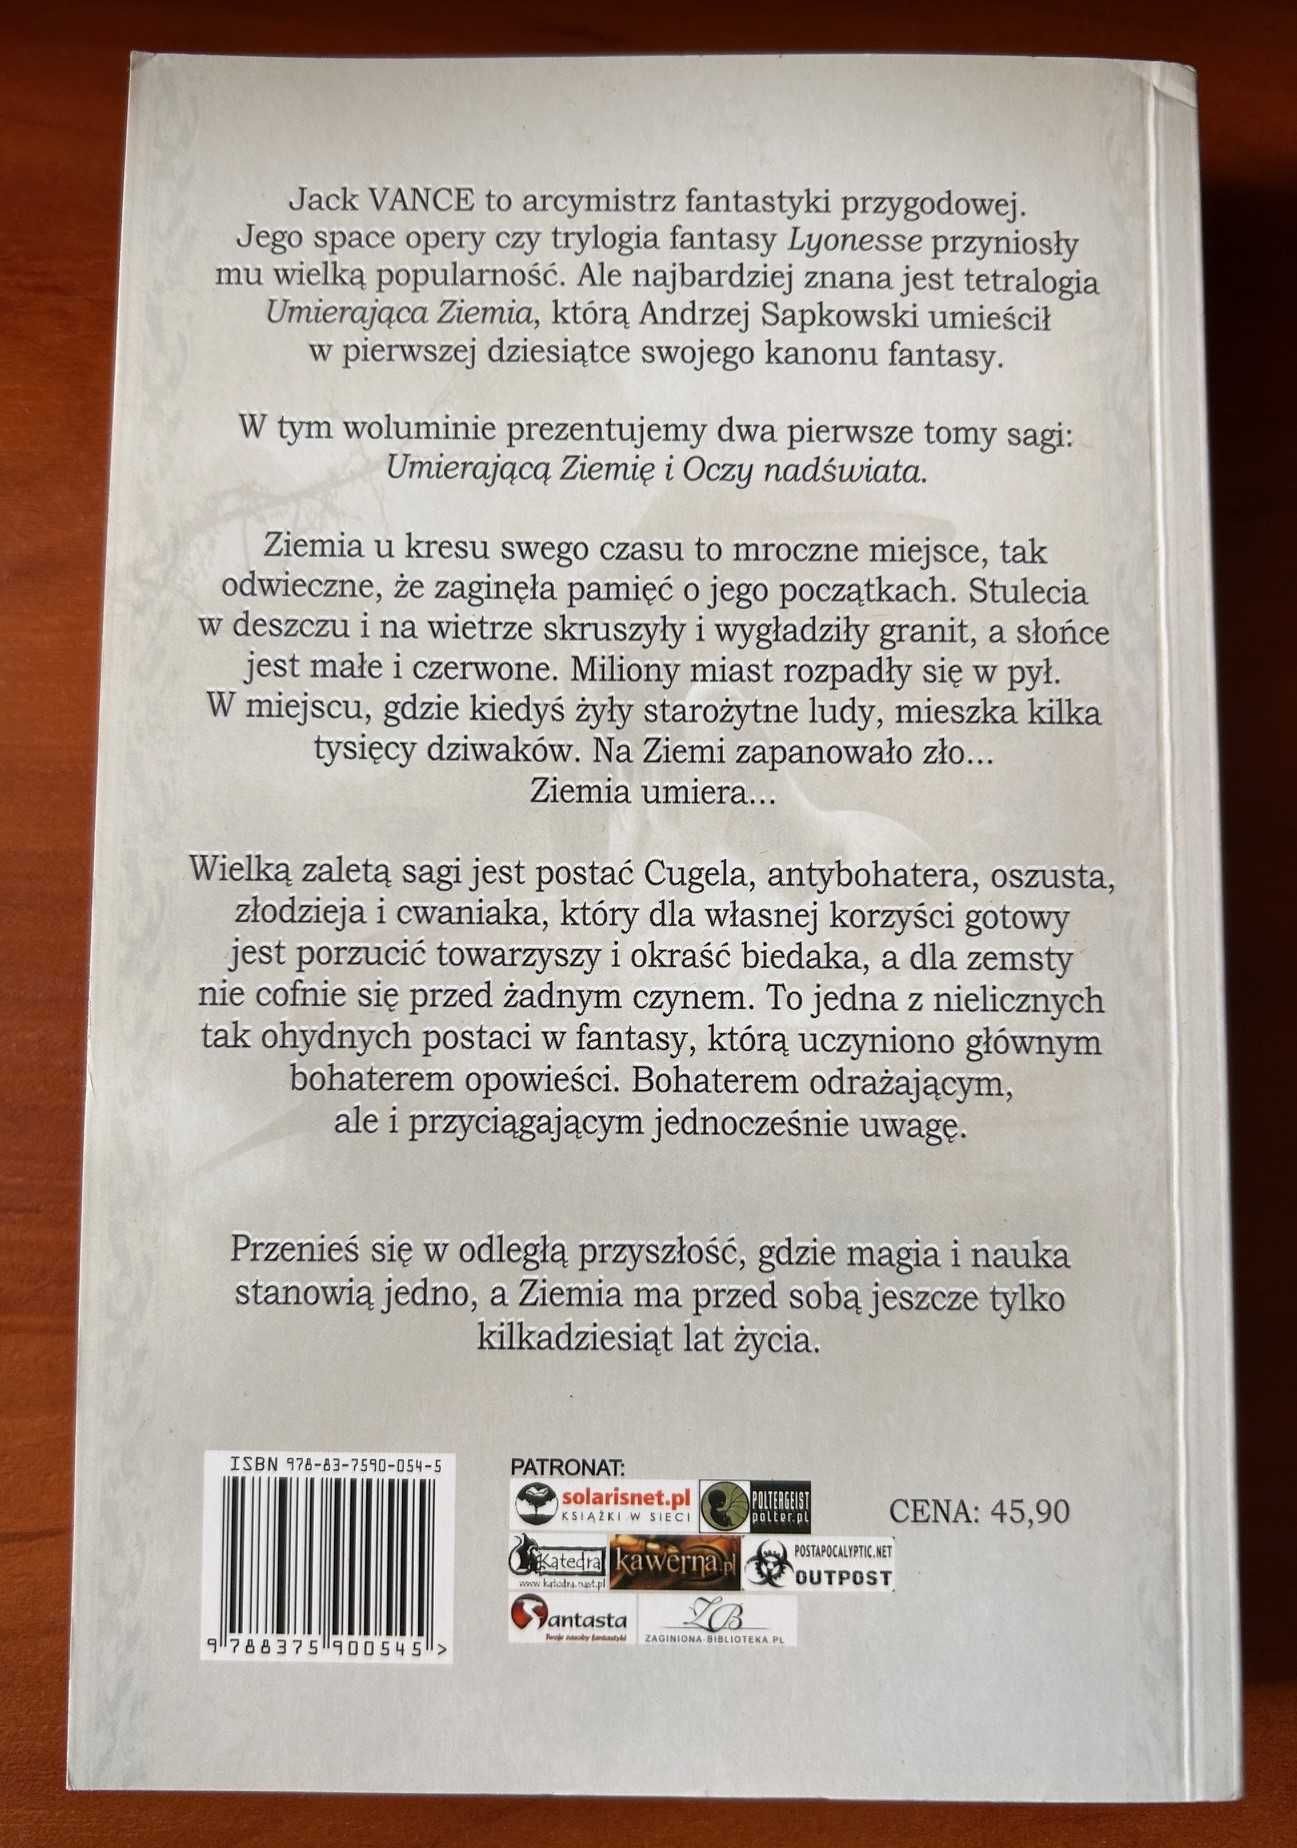 Jack VANCE to arcymistrz fantastyki przygodowej.
Jego space opery czy trylogia fantasy Lyonesse przyniosły
mu wielką popularność. Ale najbardziej znana jest tetralogia
Umierająca Ziemia, którą Andrzej Sapkowski umieścił
w pierwszej dziesiątce swojego kanonu fantasy.
W tym woluminie prezentujemy dwa pierwsze tomy sagi:
Umierającą Ziemię i Oczy nadświata.
Ziemia u kresu swego czasu to mroczne miejsce, tak
odwieczne, że zaginęła pamięć o jego początkach. Stulecia
w deszczu i na wietrze skruszyły i wygładziły granit, a słońce
jest małe i czerwone. Miliony miast rozpadły się w pył.
W miejscu, gdzie kiedyś żyły starożytne ludy, mieszka kilka
tysięcy dziwaków. Na Ziemi zapanowało zło...
Ziemia umiera...
Wielką zaletą sagi jest postać Cugela, antybohatera, oszusta,
złodzieja i cwaniaka, który dla własnej korzyści gotowy
jest porzucić towarzyszy i okraść biedaka, a dla zemsty
nie cofnie się przed żadnym czynem. To jedna z nielicznych
tak ohydnych postaci w fantasy, którą uczyniono głównym
bohaterem opowieści. Bohaterem odrażającym,
ale i przyciągającym jednocześnie uwagę.
Przenieś się w odległą przyszłość, gdzie magia i nauka
stanowią jedno, a Ziemia ma przed sobą jeszcze tylko
kilkadziesiąt lat życia.
ISBN 978-83-7590-054-5
9 788375 900545 >
PATRONAT:
solarisnet.pl
KSIĄŻKI W SIECI
POLTERGEIST
polter.pl
Katedra
www.katedra.nast.pl
kawerna.pl
POSTAPOCALYPTIC.NET
OUTPOST
Fantasta
Twoje zasoby fantastyki
ZB
ZAGINIONA-BIBLIOTEKA.PL
CENA: 45,90